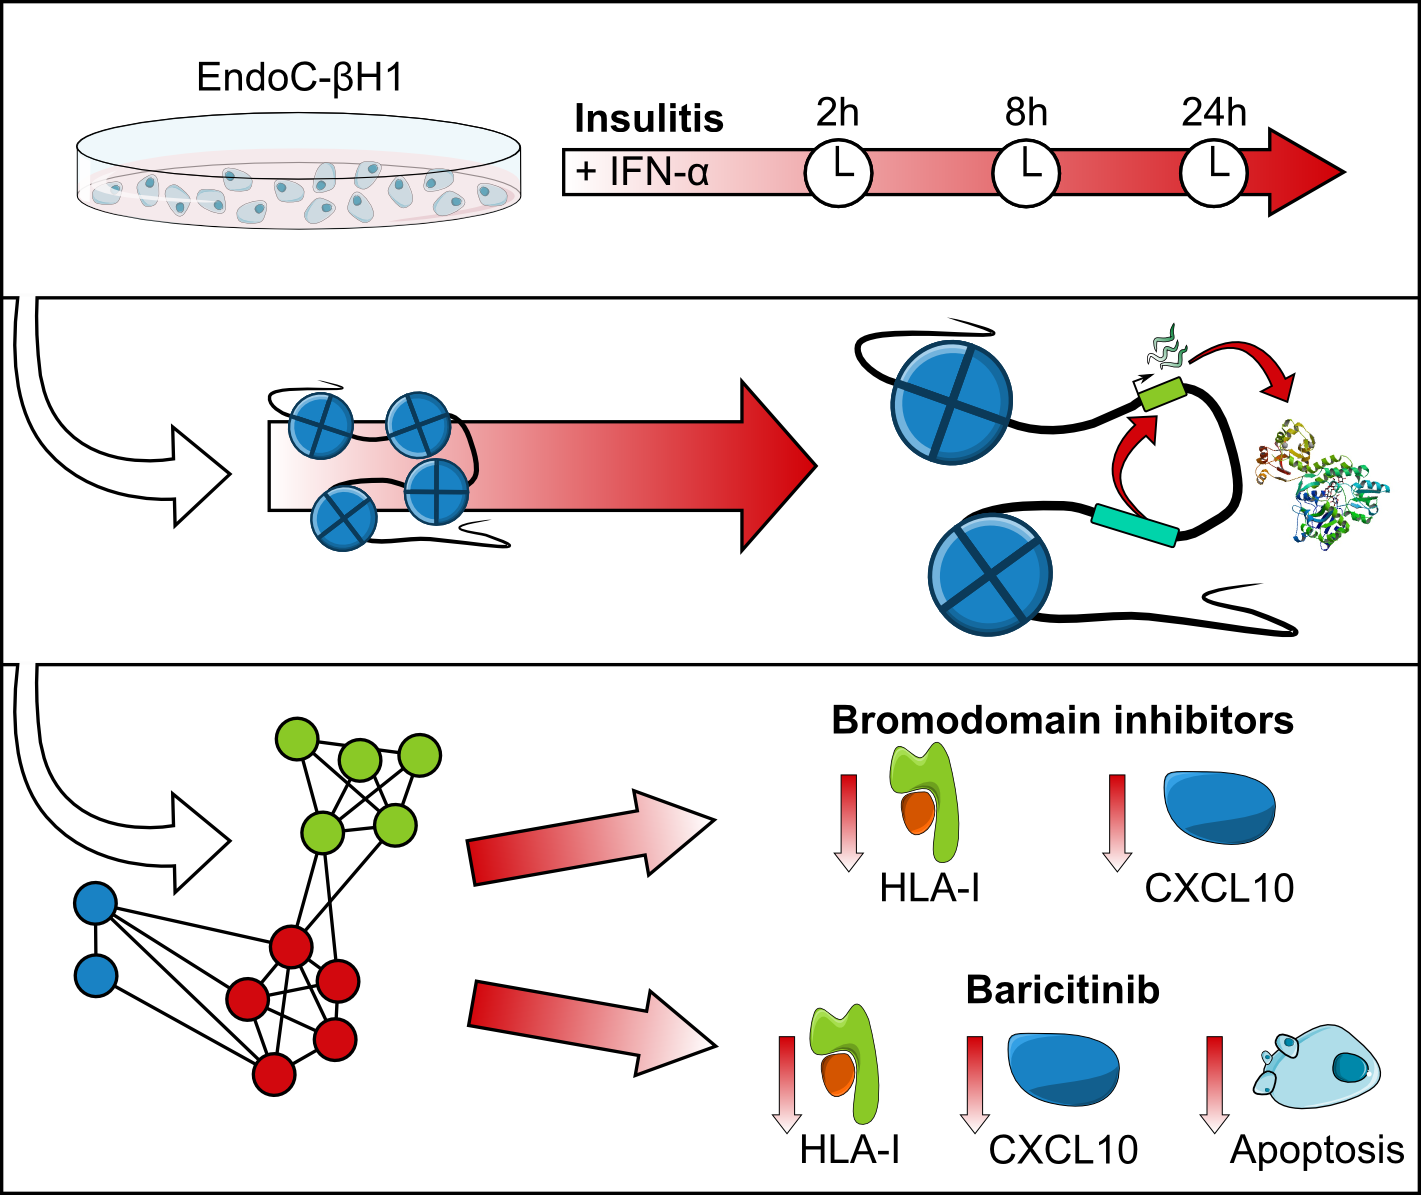 EndoC-βH1
Insulitis
+ IFN-α
2h
8h
24h
Bromodomain inhibitors
HLA-I
CXCL10
Baricitinib
HLA-I
CXCL10
Apoptosis